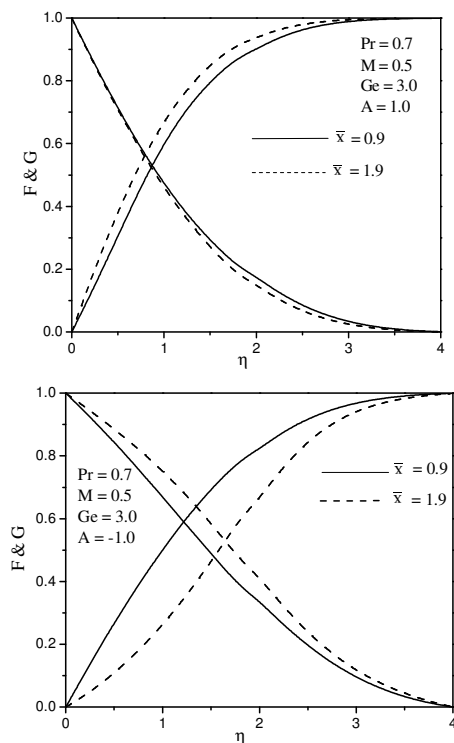 1.0
0.8
0.6
0.4
0.2
0.0
F & G
Pr = 0.7
M = 0.5
Ge = 3.0
A = 1.0
x̄ = 0.9
x̄ = 1.9
0 1 2 3 4
η
1.0
0.8
0.6
0.4
0.2
0.0
F & G
Pr = 0.7
M = 0.5
Ge = 3.0
A = -1.0
x̄ = 0.9
x̄ = 1.9
0 1 2 3 4
η